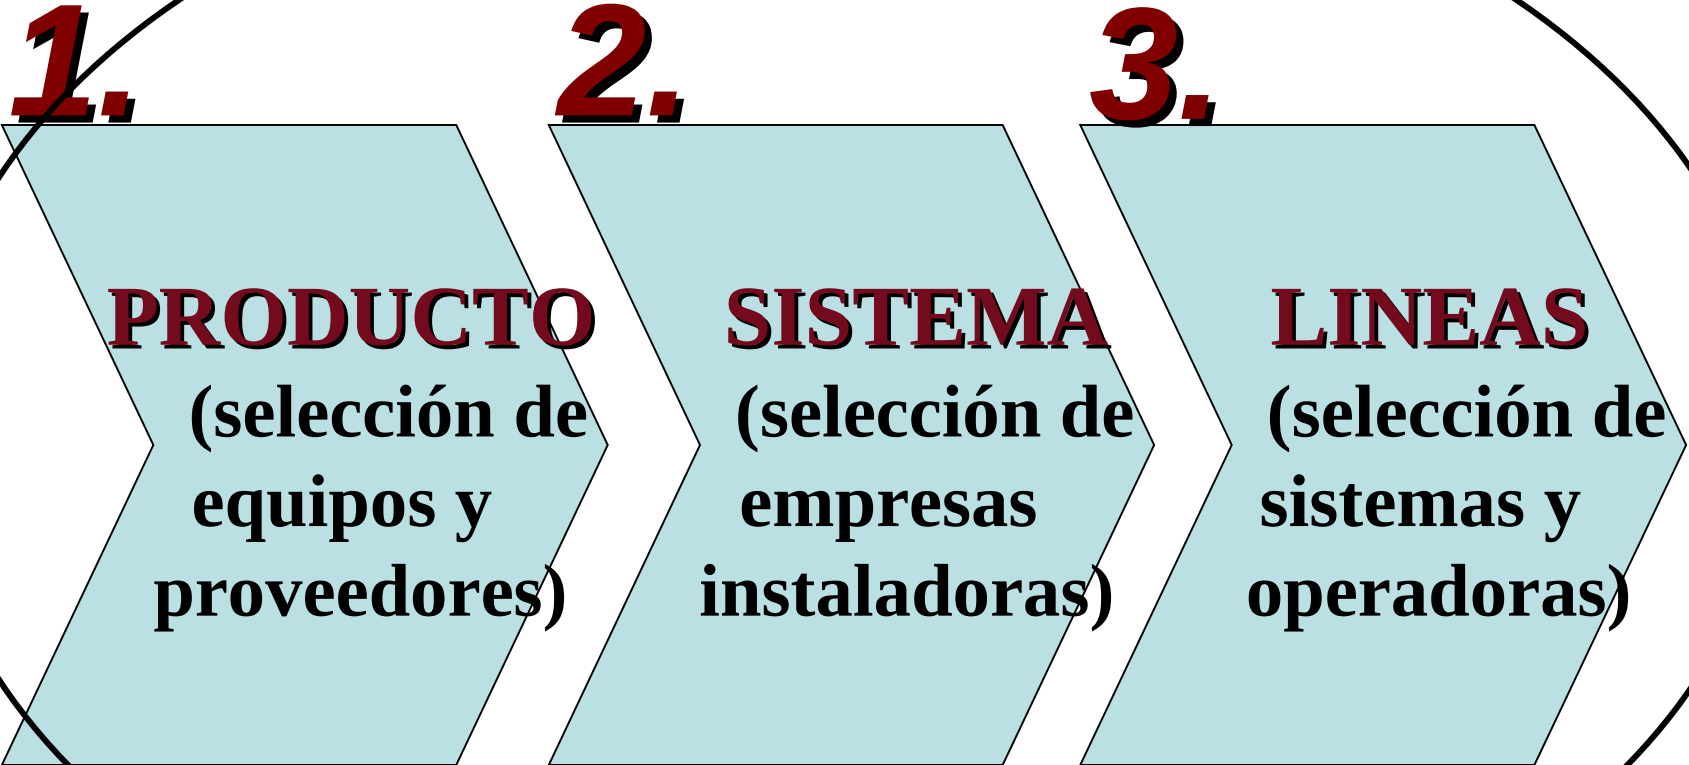 1.
PRODUCTO
(selección de
equipos y
proveedores)
2.
SISTEMA
(selección de
empresas
instaladoras)
3.
LINEAS
(selección de
sistemas y
operadoras)